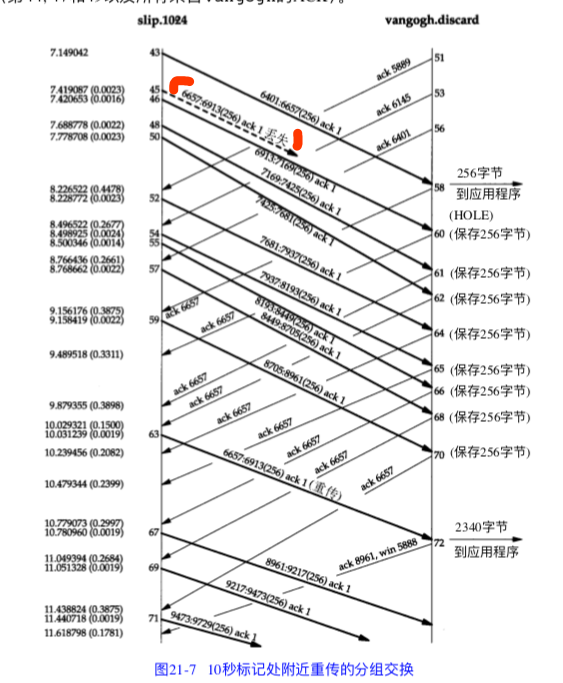 slip.1024
vangogh.discard
7.149042
43
51
ack 5889
7.419087 (0.0023)
45
53
7.420653 (0.0016)
46
6657:6913(256) ack 1 丢失
6401:6657(256) ack 1
ack 6145
56
7.688778 (0.0022)
48
ack 6401
7.778708 (0.0023)
50
6913:7169(256) ack 1
256字节
7169:7425(256) ack 1
58
到应用程序
8.226522 (0.4478)
8.228772 (0.0023)
52
7425:7681(256) ack 1
(HOLE)
8.496522 (0.2677)
8.498925 (0.0024)
54
60 (保存256字节)
8.500346 (0.0014)
55
7681:7937(256) ack 1
8.766436 (0.2661)
8.768662 (0.0022)
57
61 (保存256字节)
7937:8193(256) ack 1
62 (保存256字节)
9.156176 (0.3875)
ack 6657
8193:8449(256) ack 1
9.158419 (0.0022)
59
ack 6657
8449:8705(256) ack 1
64 (保存256字节)
9.489518 (0.3311)
65 (保存256字节)
8705:8961(256) ack 1
ack 6657
66 (保存256字节)
9.879355 (0.3898)
ack 6657
68 (保存256字节)
10.029321 (0.1500)
ack 6657
10.031239 (0.0019)
63
ack 6657
10.239456 (0.2082)
ack 6657
70 (保存256字节)
6657:6913(256) ack 1 (重传)
ack 6657
10.479344 (0.2399)
ack 6657
10.779073 (0.2997)
2340字节
10.780960 (0.0019)
67
72
ack 8961, win 5888
到应用程序
11.049394 (0.2684)
8961:9217(256) ack 1
11.051328 (0.0019)
69
9217:9473(256) ack 1
11.438824 (0.3875)
11.440718 (0.0019)
71
9473:9729(256) ack 1
11.618798 (0.1781)
图21-7 10秒标记处附近重传的分组交换